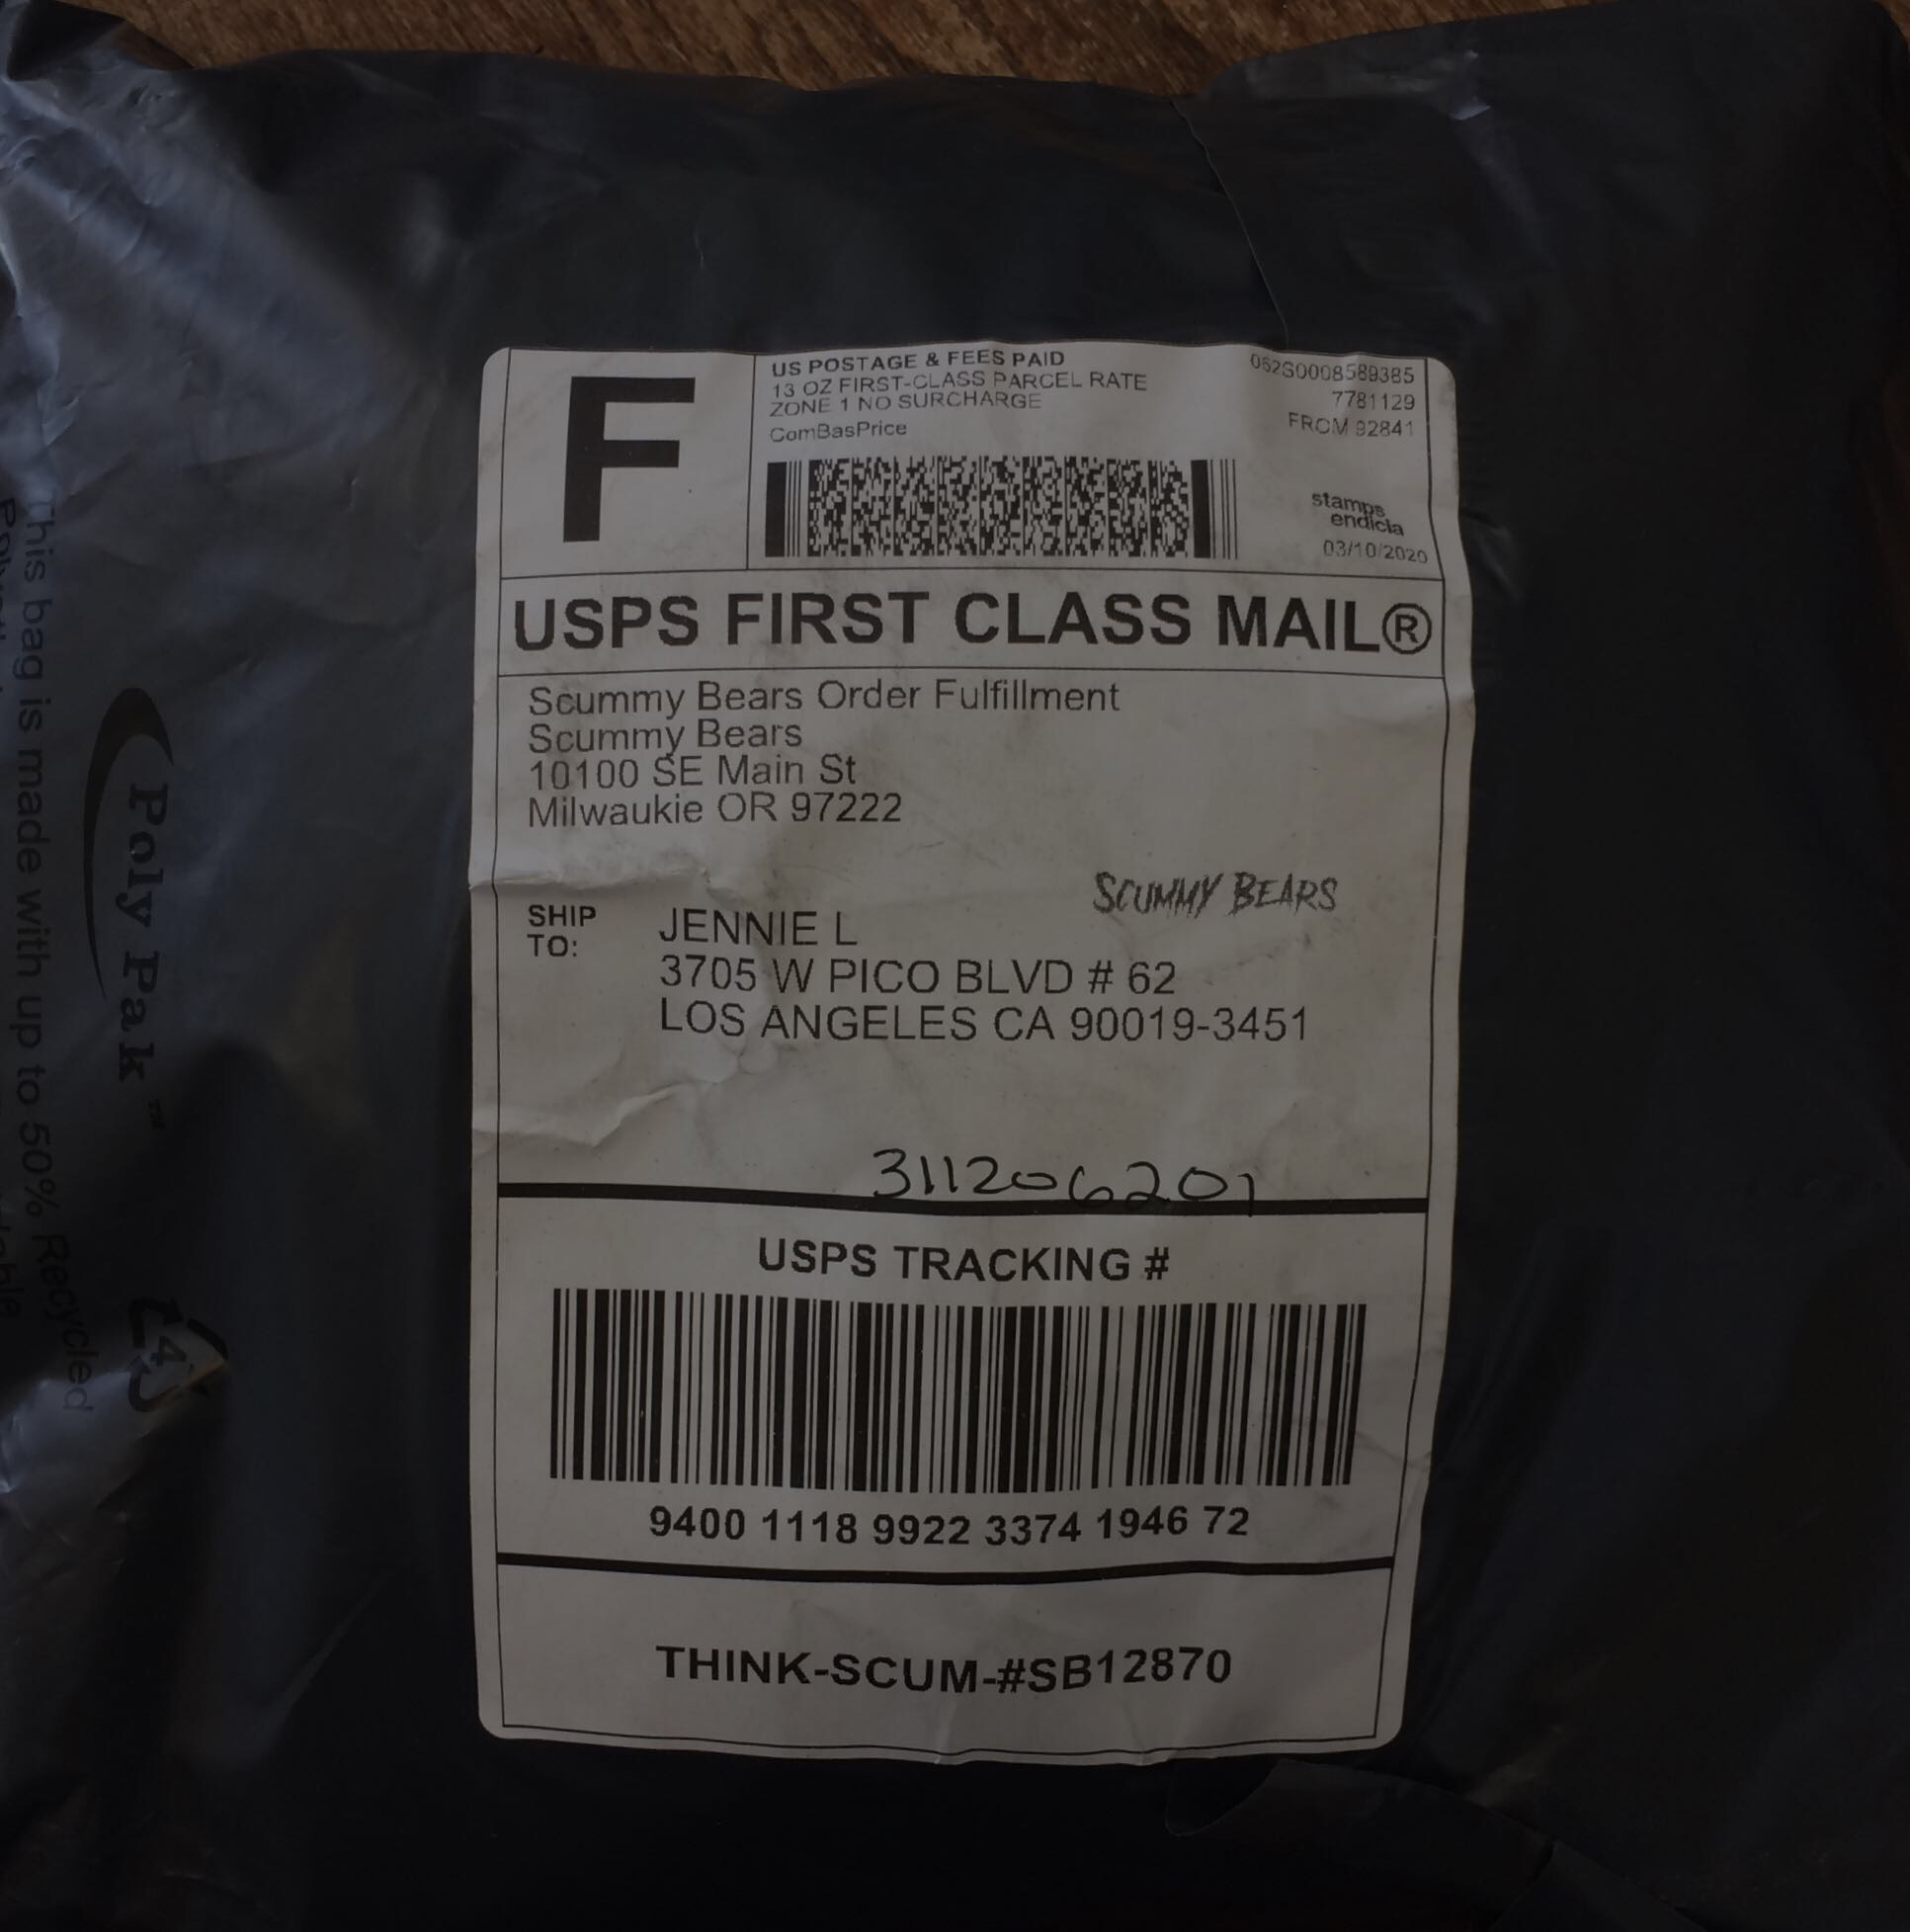 US POSTAGE & FEES PAID
13 OZ FIRST-CLASS PARCEL RATE
ZONE 1 NO SURCHARGE
ComBasPrice
062S0008589385
7781129
FROM 92841
stamps
endicia
03/10/2020
F
USPS FIRST CLASS MAIL®
Scummy Bears Order Fulfillment
Scummy Bears
10100 SE Main St
Milwaukie OR 97222
SCUMMY BEARS
SHIP
TO:
JENNIE L
3705 W PICO BLVD # 62
LOS ANGELES CA 90019-3451
311206201
USPS TRACKING #
9400 1118 9922 3374 1946 72
THINK-SCUM-#SB12870
Poly Pak™
4
This bag is made with up to 50% Recycled